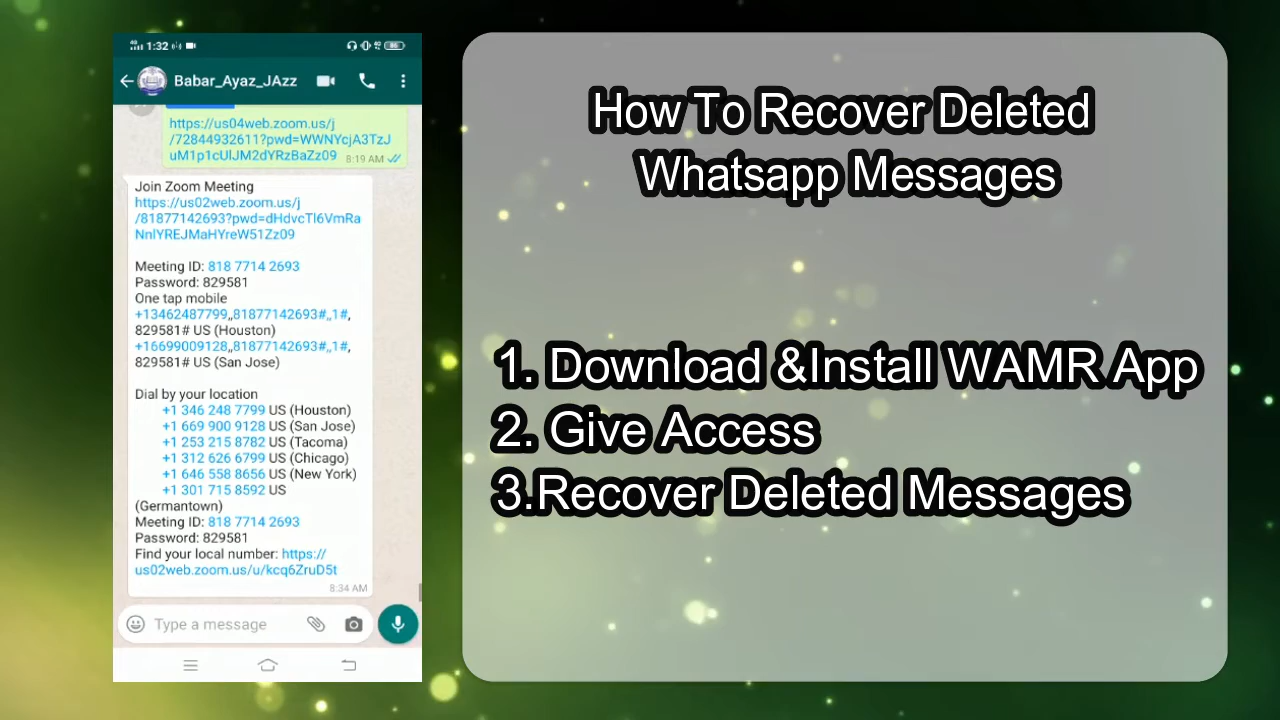 1:32
Babar_Ayaz_JAzz
https://us04web.zoom.us/j
/72844932611?pwd=WWNYcjA3TzJ
uM1p1cUlJM2dYRzBaZz09 8:19 AM
Join Zoom Meeting
https://us02web.zoom.us/j
/81877142693?pwd=dHdvcTl6VmRa
NnlYREJMaHYreW51Zz09
Meeting ID: 818 7714 2693
Password: 829581
One tap mobile
+13462487799,,81877142693#,,1#,
829581# US (Houston)
+16699009128,,81877142693#,,1#,
829581# US (San Jose)
Dial by your location
+1 346 248 7799 US (Houston)
+1 669 900 9128 US (San Jose)
+1 253 215 8782 US (Tacoma)
+1 312 626 6799 US (Chicago)
+1 646 558 8656 US (New York)
+1 301 715 8592 US
(Germantown)
Meeting ID: 818 7714 2693
Password: 829581
Find your local number: https://
us02web.zoom.us/u/kcq6ZruD5t
8:34 AM
Type a message
How To Recover Deleted
Whatsapp Messages
1. Download &Install WAMR App
2. Give Access
3.Recover Deleted Messages